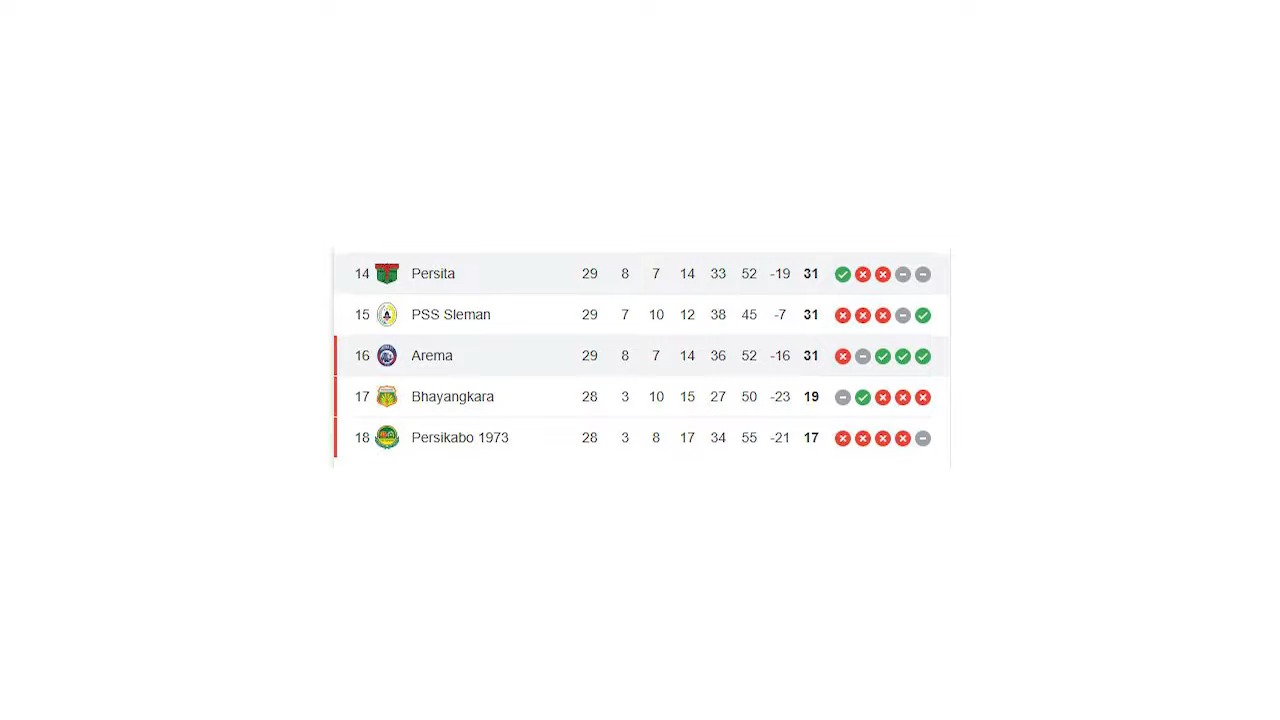 14 Persita 29 8 7 14 33 52 -19 31
15 PSS Sleman 29 7 10 12 38 45 -7 31
16 Arema 29 8 7 14 36 52 -16 31
17 Bhayangkara 28 3 10 15 27 50 -23 19
18 Persikabo 1973 28 3 8 17 34 55 -21 17